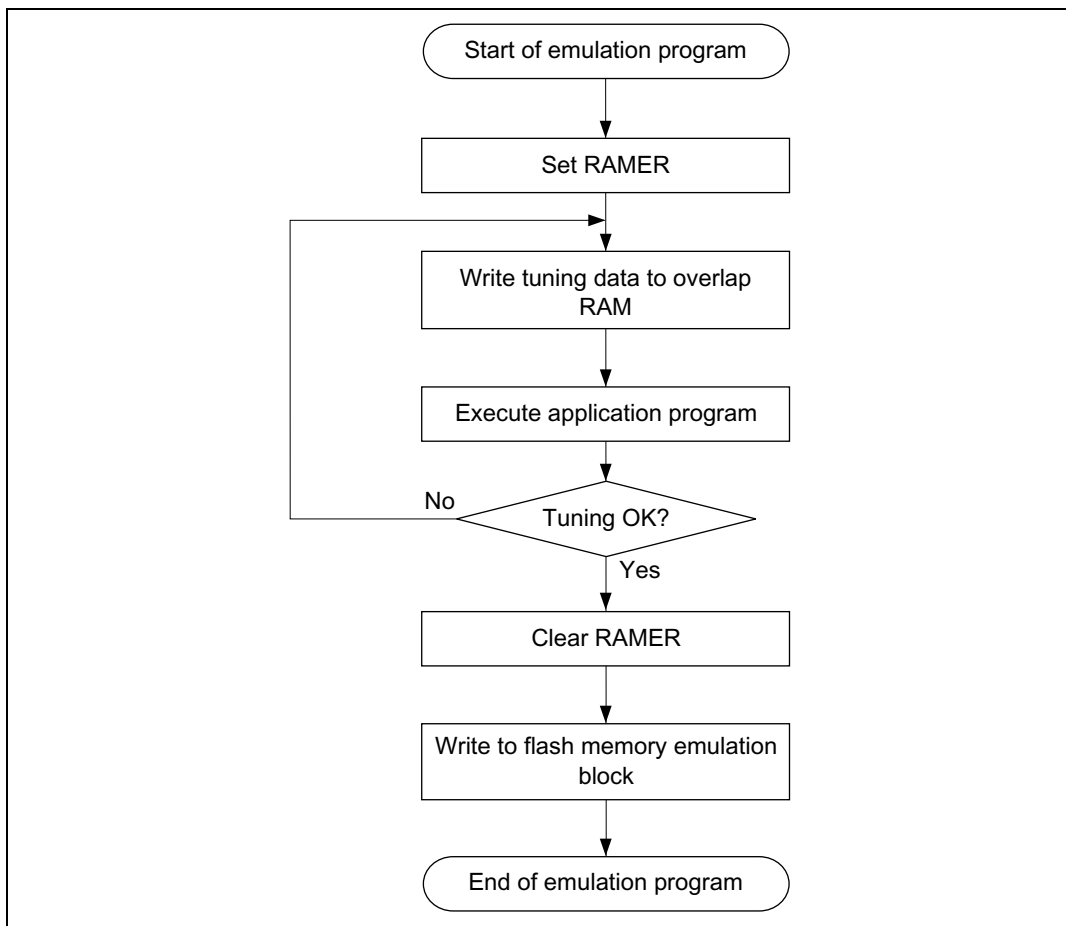 Start of emulation program
Set RAMER
Write tuning data to overlap
RAM
Execute application program
No
Tuning OK?
Yes
Clear RAMER
Write to flash memory emulation
block
End of emulation program